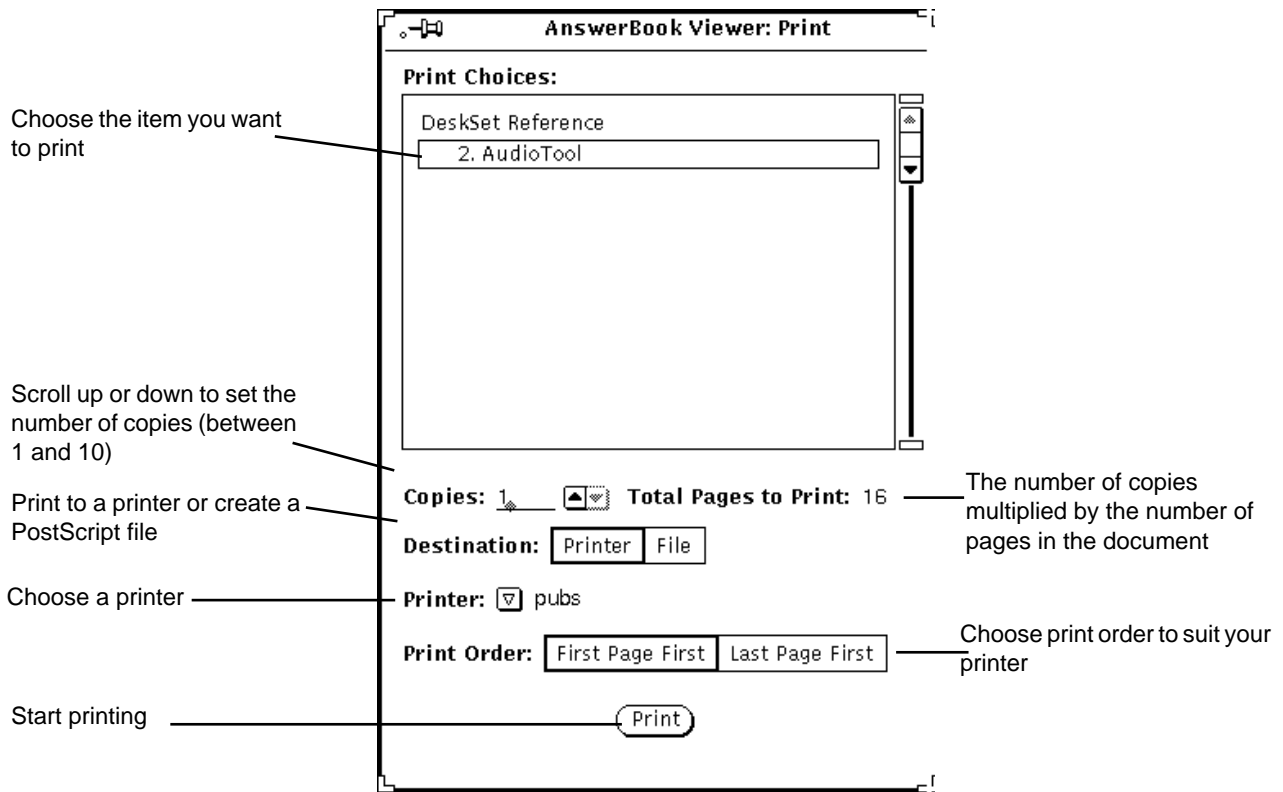 AnswerBook Viewer: Print
Print Choices:
Choose the item you want
to print
DeskSet Reference
2. AudioTool
Scroll up or down to set the
number of copies (between
1 and 10)
Copies: 1 Total Pages to Print: 16
The number of copies
multiplied by the number of
pages in the document
Print to a printer or create a
PostScript file
Destination: Printer File
Choose a printer
Printer: pubs
Print Order: First Page First Last Page First
Choose print order to suit your
printer
Start printing
Print